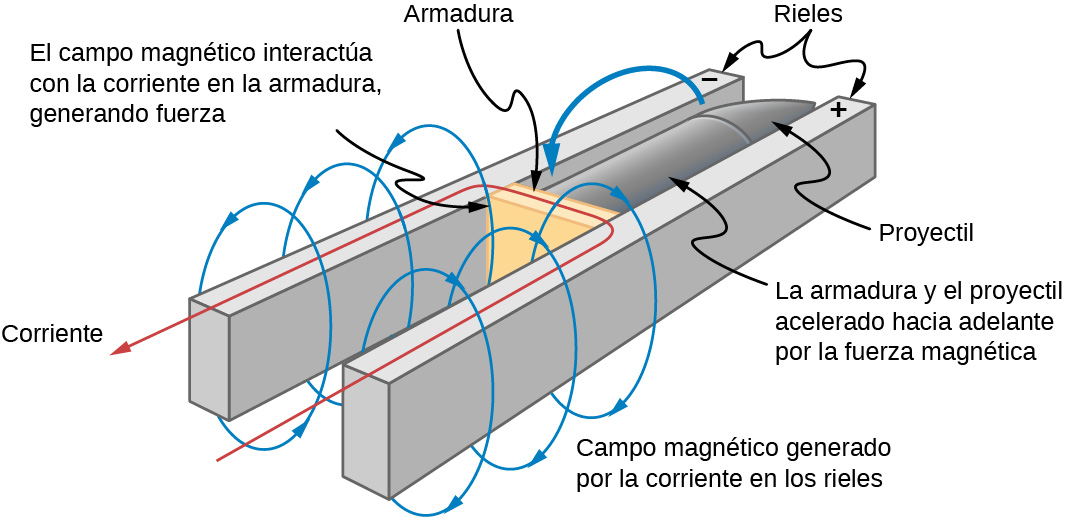 Armadura
Rieles
El campo magnético interactúa
con la corriente en la armadura,
generando fuerza
−
+
Proyectil
La armadura y el proyectil
acelerado hacia adelante
por la fuerza magnética
Corriente
Campo magnético generado
por la corriente en los rieles